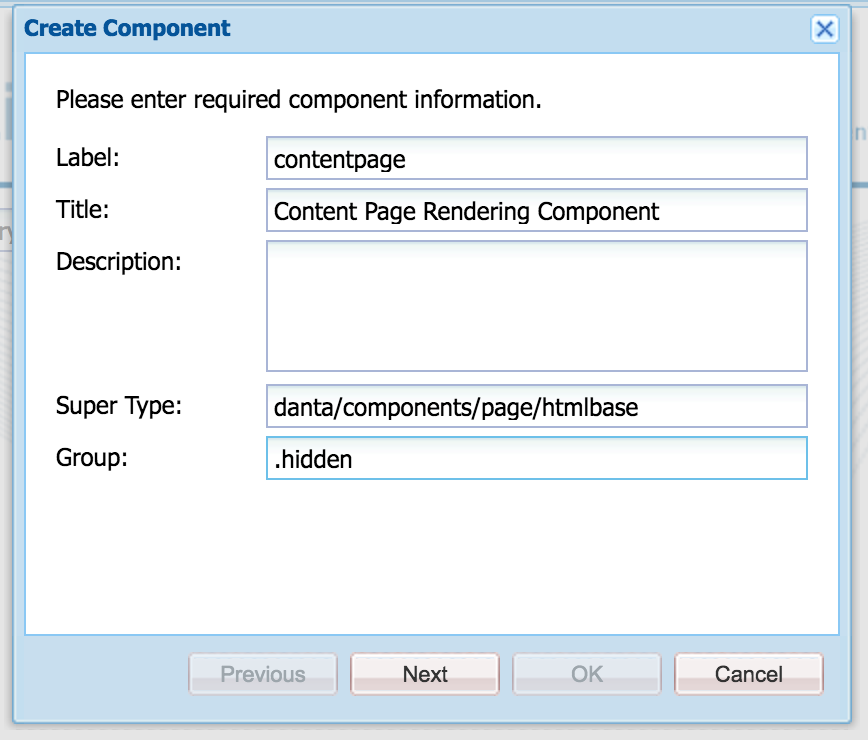 Create Component
Please enter required component information.
Label: contentpage
Title: Content Page Rendering Component
Description:
Super Type: danta/components/page/htmlbase
Group: .hidden
Previous Next OK Cancel